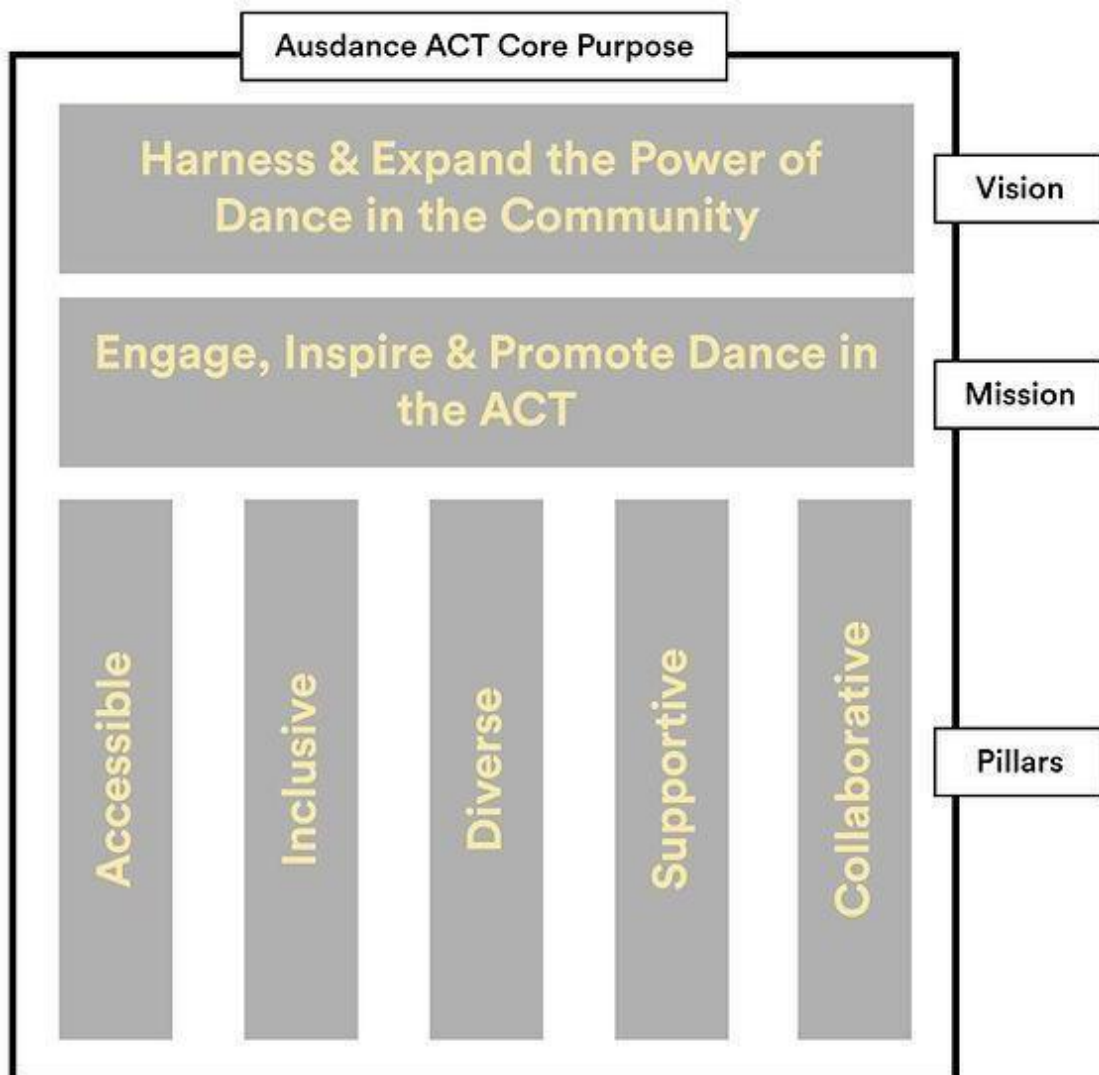 Ausdance ACT Core Purpose
Harness & Expand the Power of
Dance in the Community
Vision
Engage, Inspire & Promote Dance in
the ACT
Mission
Accessible
Inclusive
Diverse
Supportive
Collaborative
Pillars